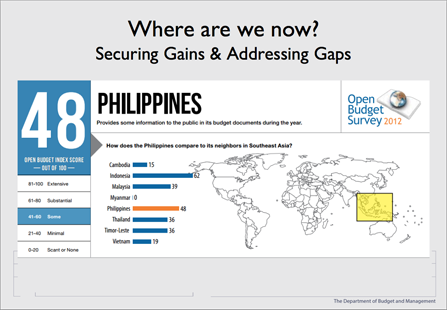 Where are we now?
Securing Gains & Addressing Gaps
48
OPEN BUDGET INDEX SCORE
— OUT OF 100 —
81-100 Extensive
61-80 Substantial
41-60 Some
21-40 Minimal
0-20 Scant or None
PHILIPPINES
Provides some information to the public in its budget documents during the year.
Open
Budget
Survey 2012
How does the Philippines compare to its neighbors in Southeast Asia?
Cambodia 15
Indonesia 62
Malaysia 39
Myanmar 0
Philippines 48
Thailand 36
Timor-Leste 36
Vietnam 19
The Department of Budget and Management